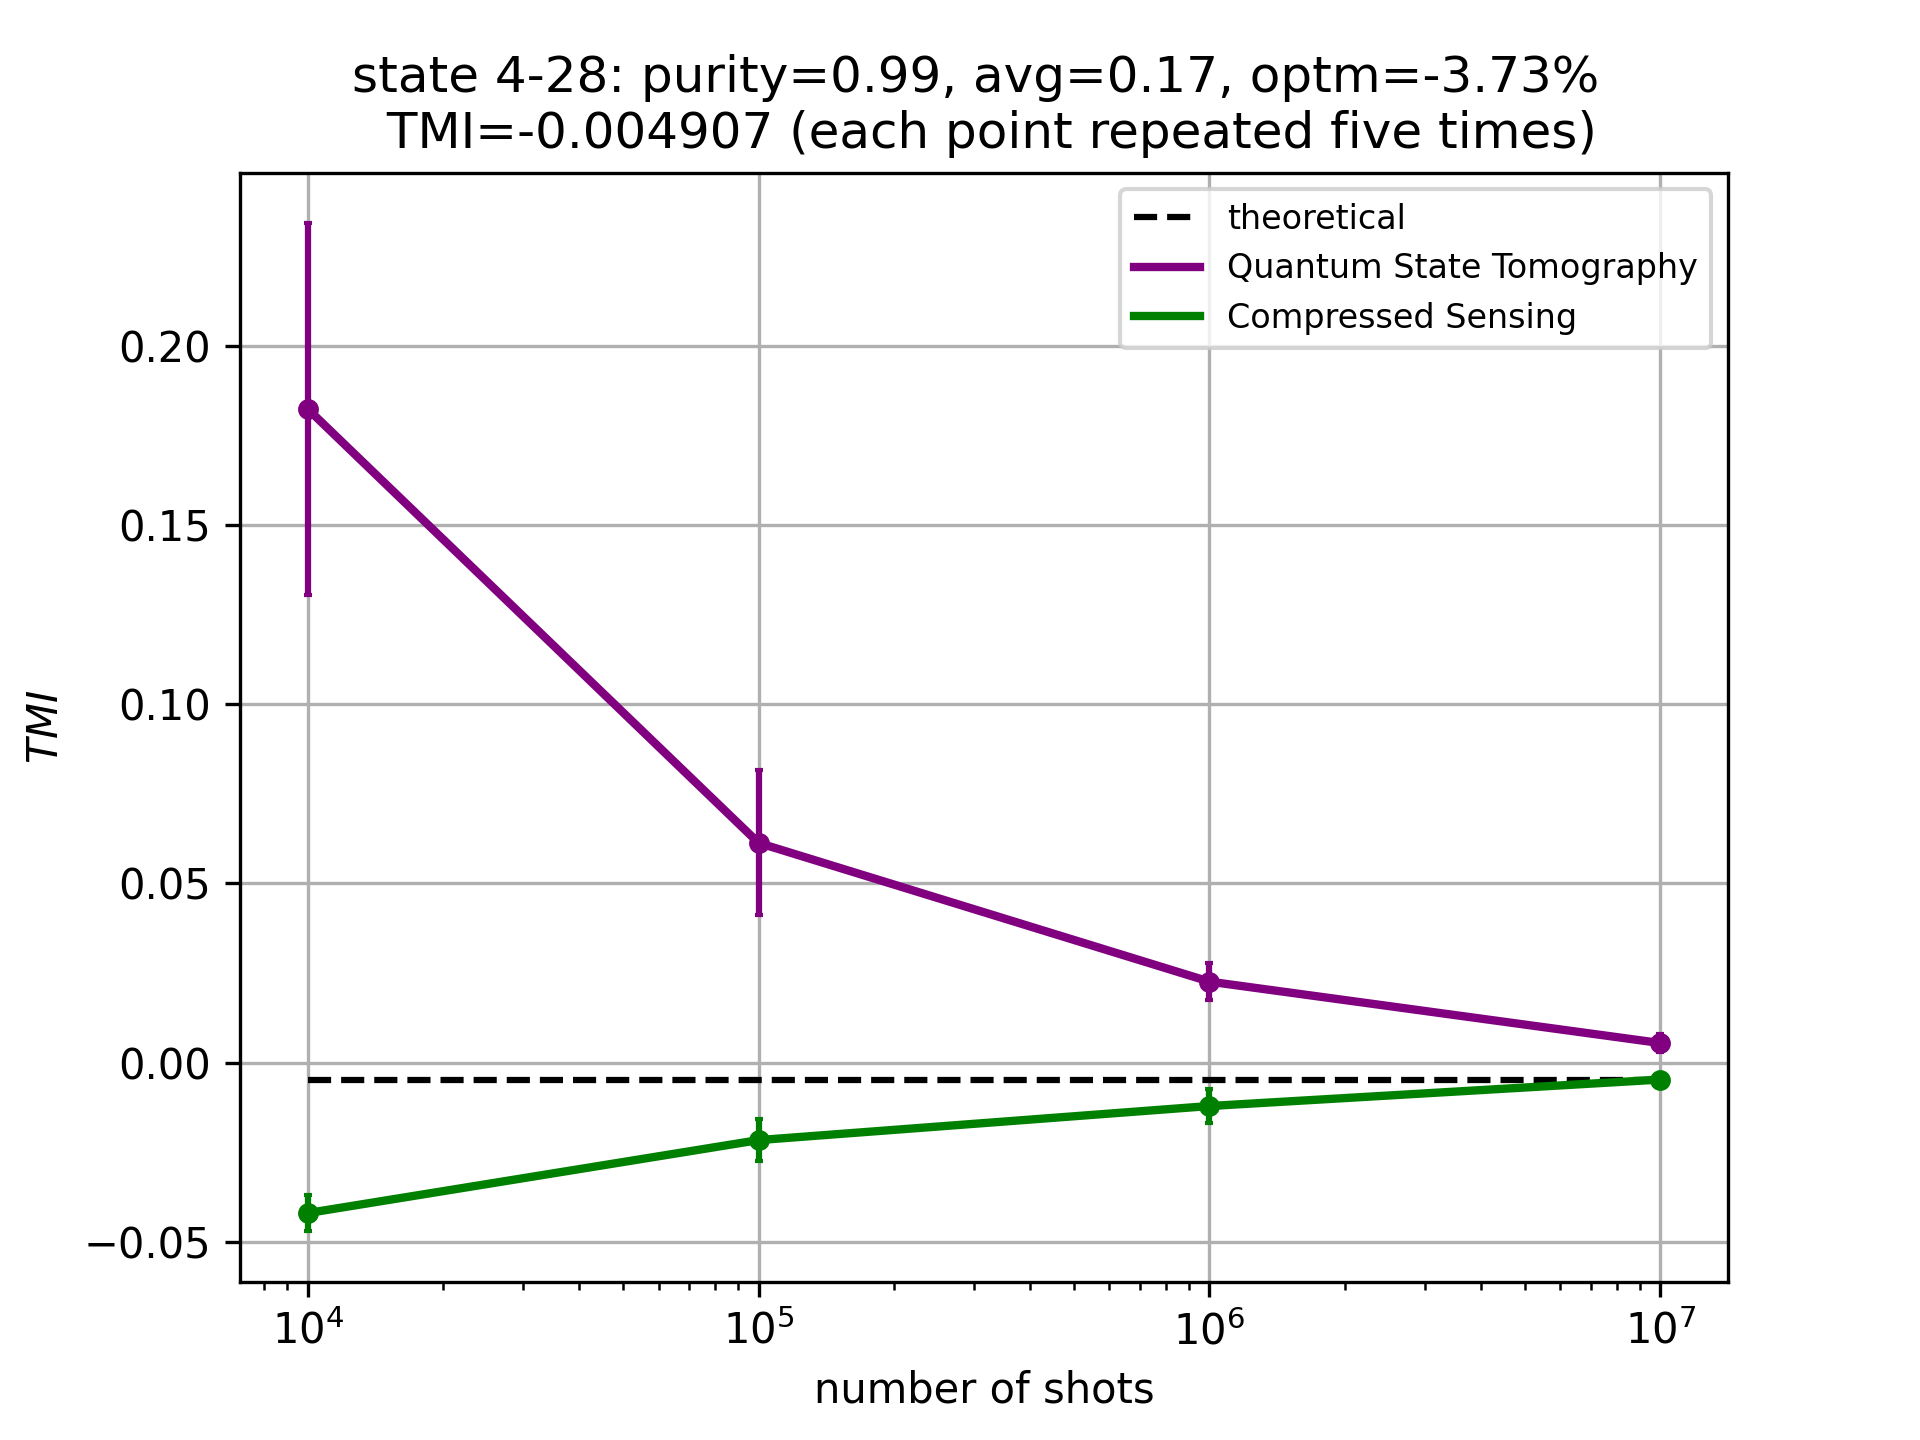 state 4-28: purity=0.99, avg=0.17, optm=-3.73%
TMI=-0.004907 (each point repeated five times)
theoretical
Quantum State Tomography
Compressed Sensing
0.20
0.15
0.10
0.05
0.00
−0.05
TMI
10⁴ 10⁵ 10⁶ 10⁷
number of shots